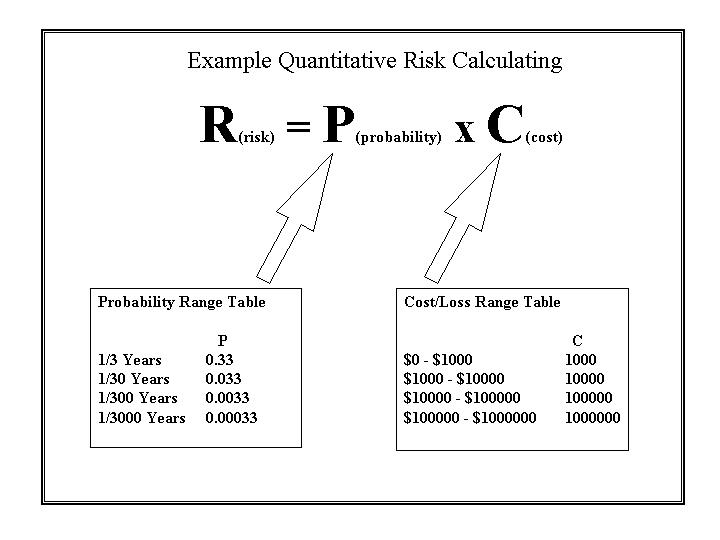 Example Quantitative Risk Calculating
R(risk) = P(probability) x C(cost)
Probability Range Table
P
1/3 Years 0.33
1/30 Years 0.033
1/300 Years 0.0033
1/3000 Years 0.00033
Cost/Loss Range Table
C
$0 - $1000 1000
$1000 - $10000 10000
$10000 - $100000 100000
$100000 - $1000000 1000000